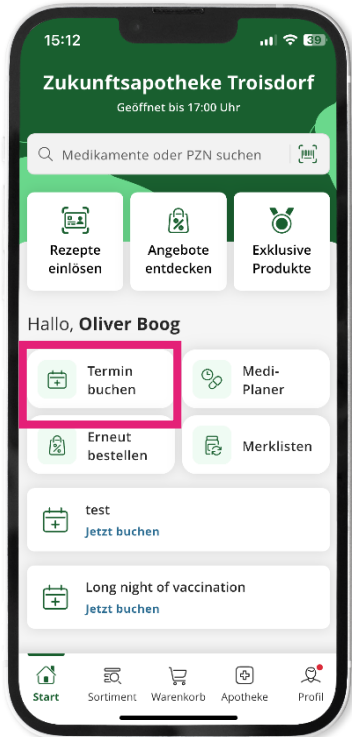 15:12
39
Zukunftsapotheke Troisdorf
Geöffnet bis 17:00 Uhr
Medikamente oder PZN suchen
Rezepte
einlösen
Angebote
entdecken
Exklusive
Produkte
Hallo, Oliver Boog
Termin
buchen
Medi-
Planer
Erneut
bestellen
Merklisten
test
Jetzt buchen
Long night of vaccination
Jetzt buchen
Start
Sortiment
Warenkorb
Apotheke
Profil